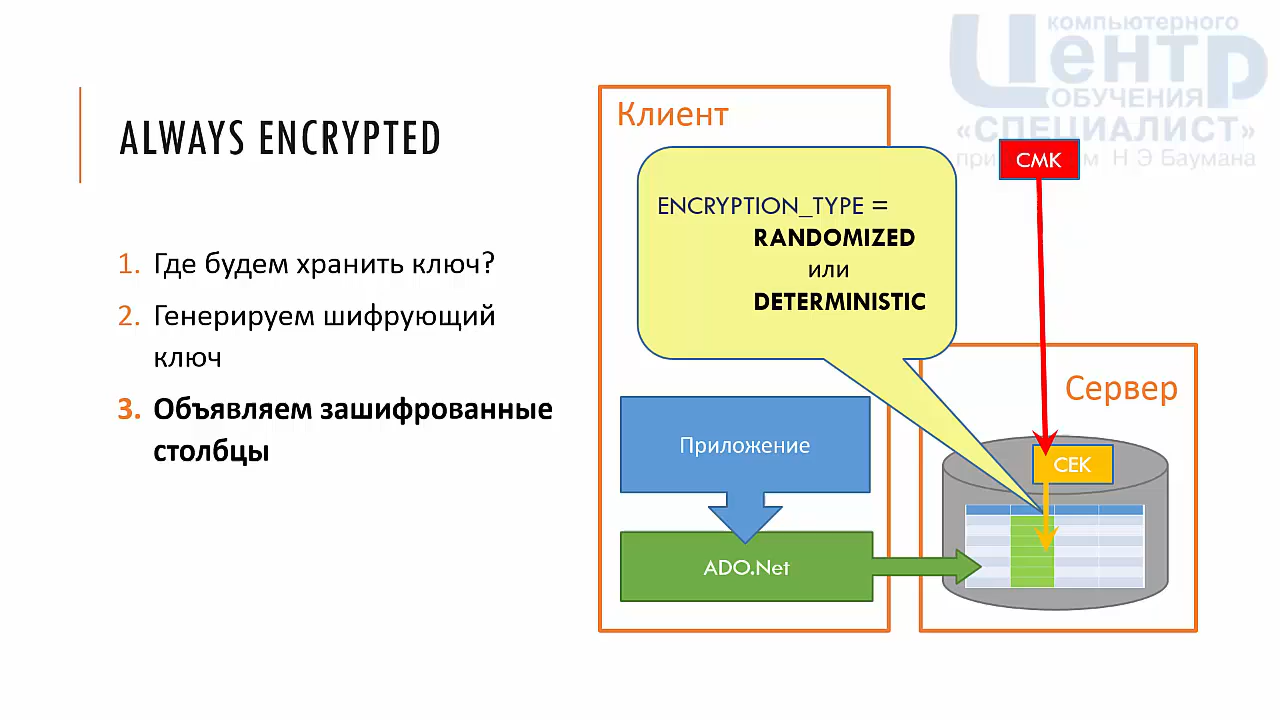 компьютерного
Центр
ОБУЧЕНИЯ
«СПЕЦИАЛИСТ»
Н Э Баумана
ALWAYS ENCRYPTED
1. Где будем хранить ключ?
2. Генерируем шифрующий
ключ
3. Объявляем зашифрованные
столбцы
Клиент
ENCRYPTION_TYPE =
RANDOMIZED
или
DETERMINISTIC
Приложение
ADO.Net
CMK
Сервер
CEK